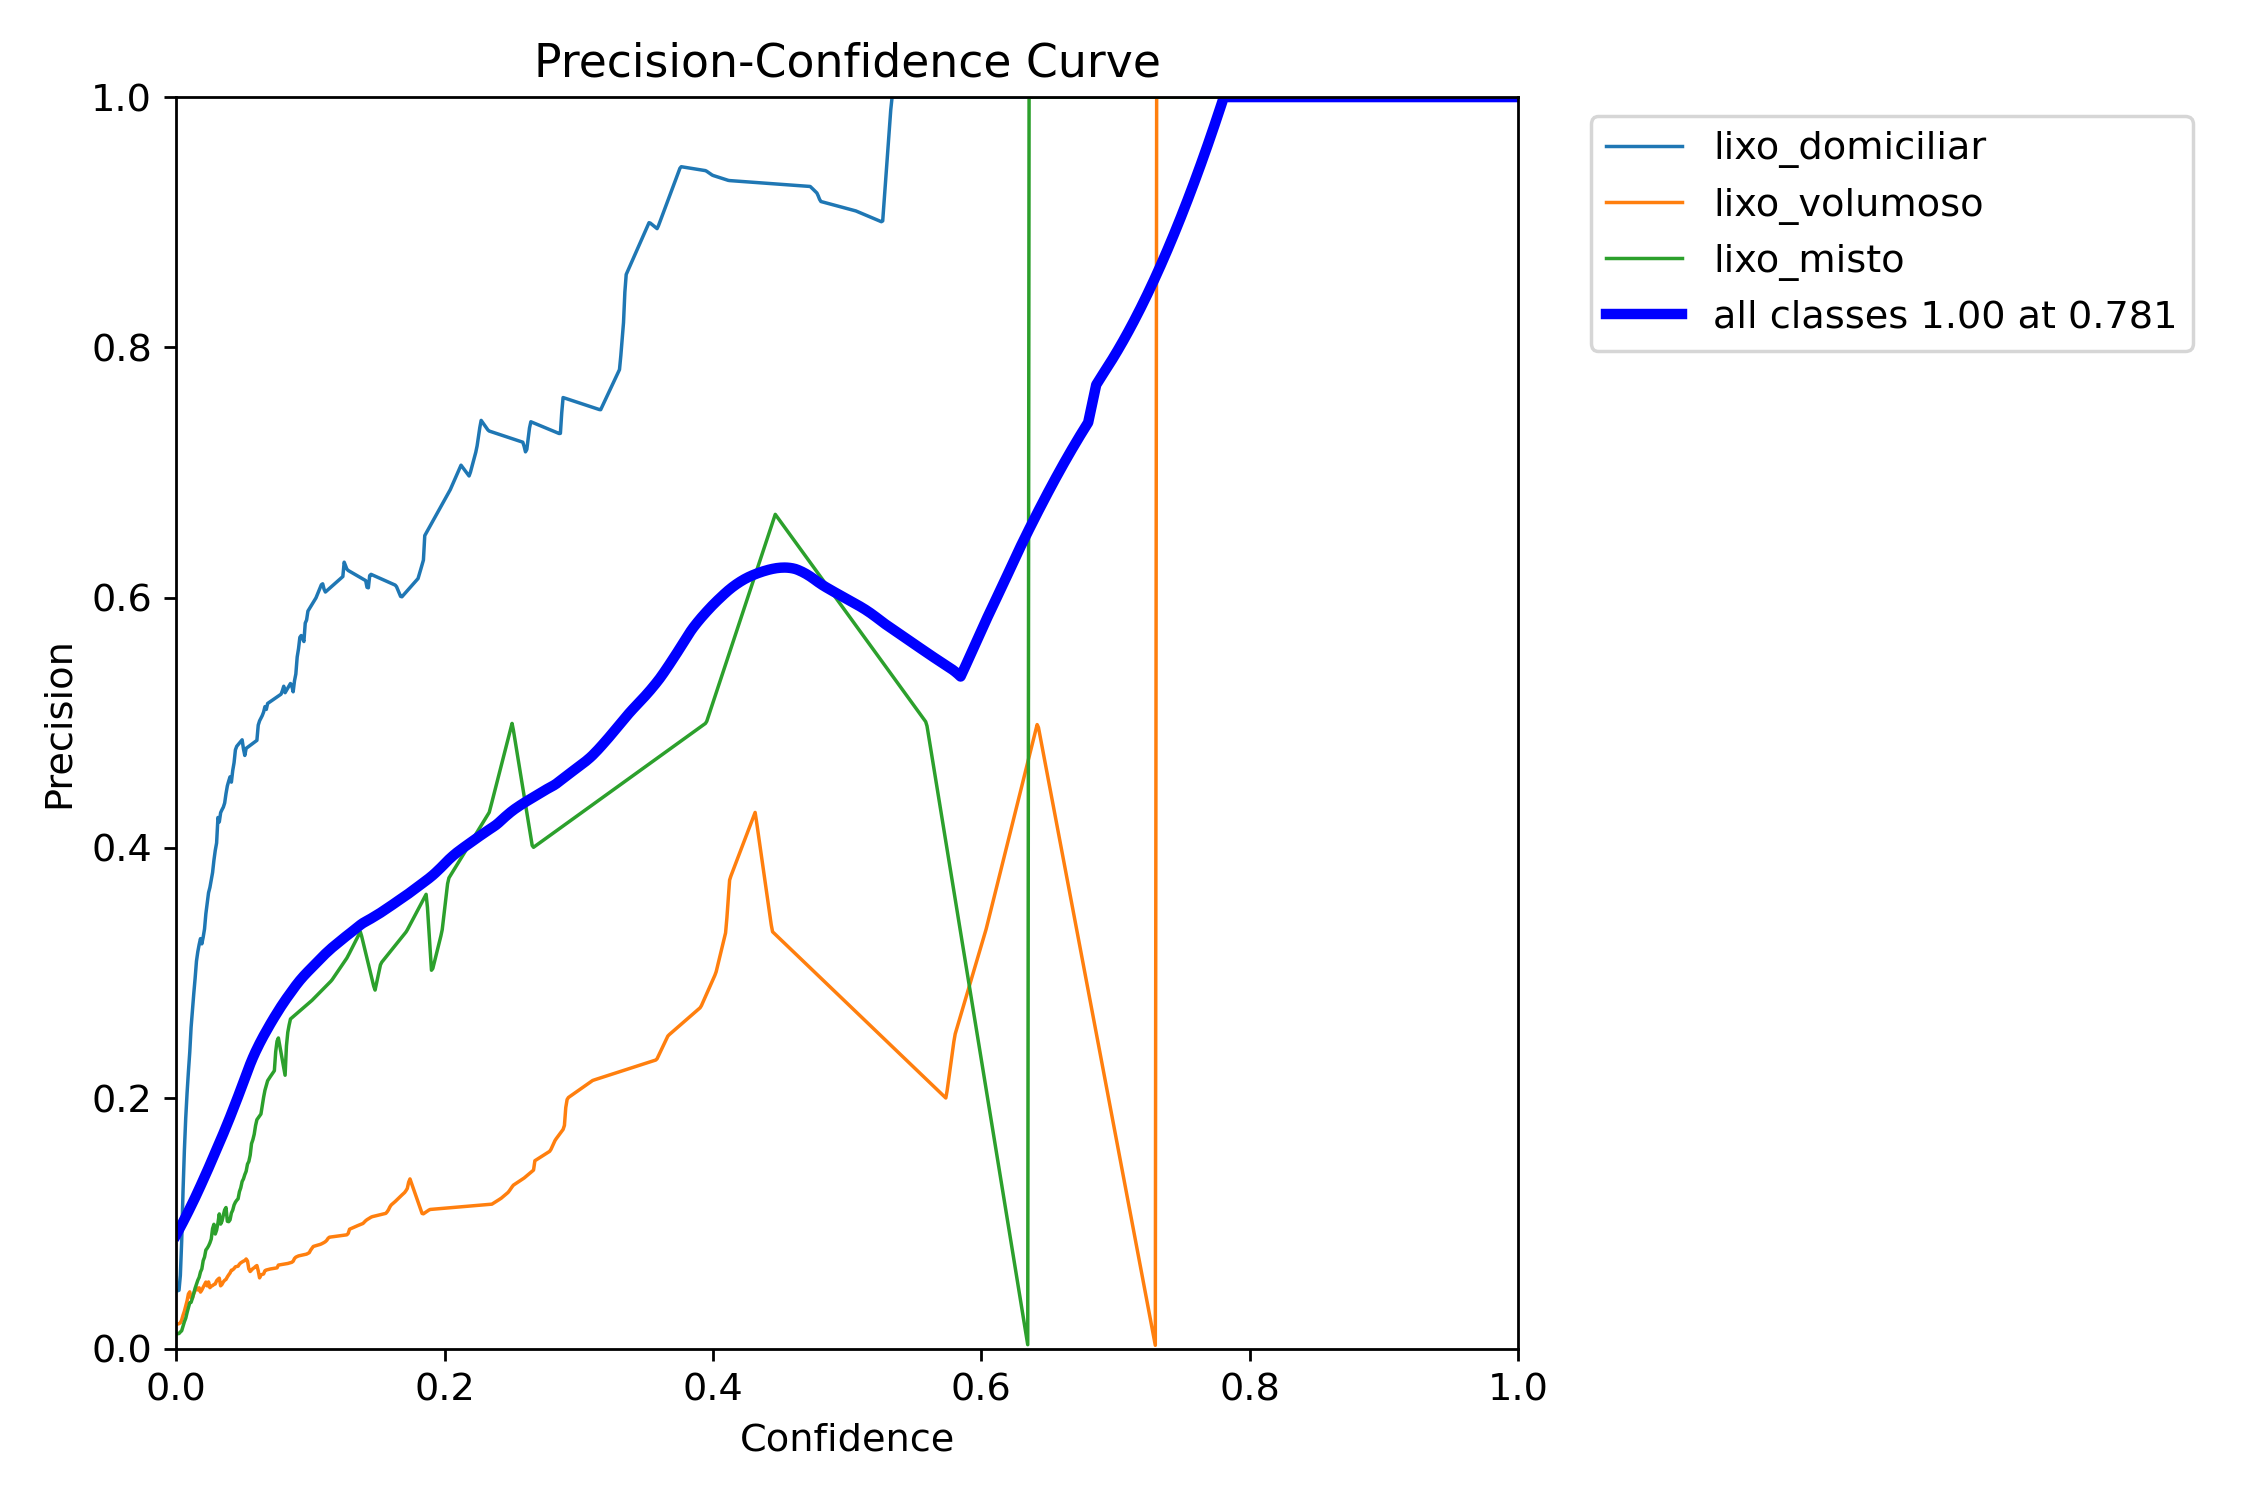 Precision-Confidence Curve
1.0
0.8
0.6
0.4
0.2
0.0
Precision
0.0 0.2 0.4 0.6 0.8 1.0
Confidence
lixo_domiciliar
lixo_volumoso
lixo_misto
all classes 1.00 at 0.781